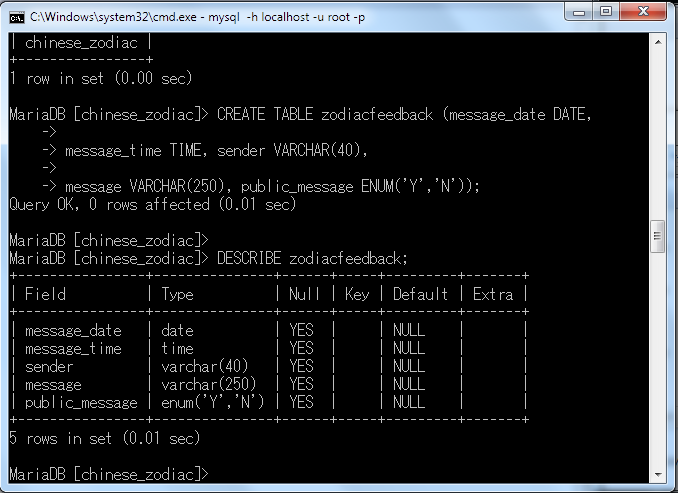 C:\Windows\system32\cmd.exe - mysql -h localhost -u root -p
| chinese_zodiac |
+----------------+
1 row in set (0.00 sec)
MariaDB [chinese_zodiac]> CREATE TABLE zodiacfeedback (message_date DATE,
    ->
    -> message_time TIME, sender VARCHAR(40),
    ->
    -> message VARCHAR(250), public_message ENUM('Y','N'));
Query OK, 0 rows affected (0.01 sec)
MariaDB [chinese_zodiac]>
MariaDB [chinese_zodiac]> DESCRIBE zodiacfeedback;
+----------------+---------------+------+-----+---------+-------+
| Field          | Type          | Null | Key | Default | Extra |
+----------------+---------------+------+-----+---------+-------+
| message_date   | date          | YES  |     | NULL    |       |
| message_time   | time          | YES  |     | NULL    |       |
| sender         | varchar(40)   | YES  |     | NULL    |       |
| message        | varchar(250)  | YES  |     | NULL    |       |
| public_message | enum('Y','N') | YES  |     | NULL    |       |
+----------------+---------------+------+-----+---------+-------+
5 rows in set (0.01 sec)
MariaDB [chinese_zodiac]>